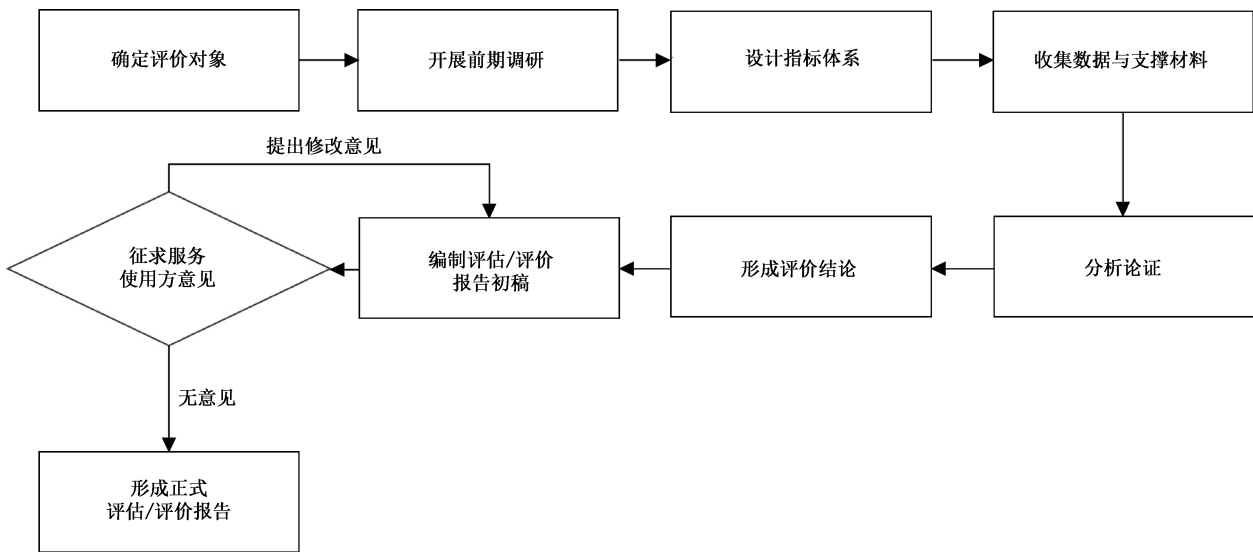 确定评价对象
开展前期调研
设计指标体系
收集数据与支撑材料
分析论证
形成评价结论
编制评估/评价
报告初稿
征求服务
使用方意见
提出修改意见
无意见
形成正式
评估/评价报告